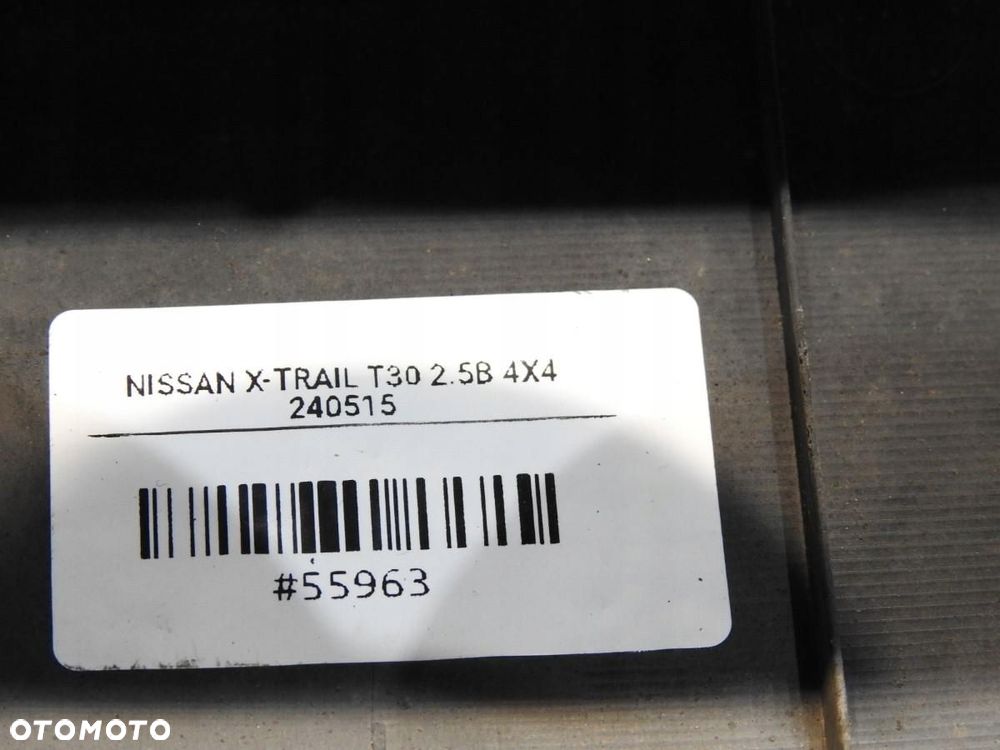 NISSAN X-TRAIL T30 2.5B 4X4
240515
#55963
OTOMOTO